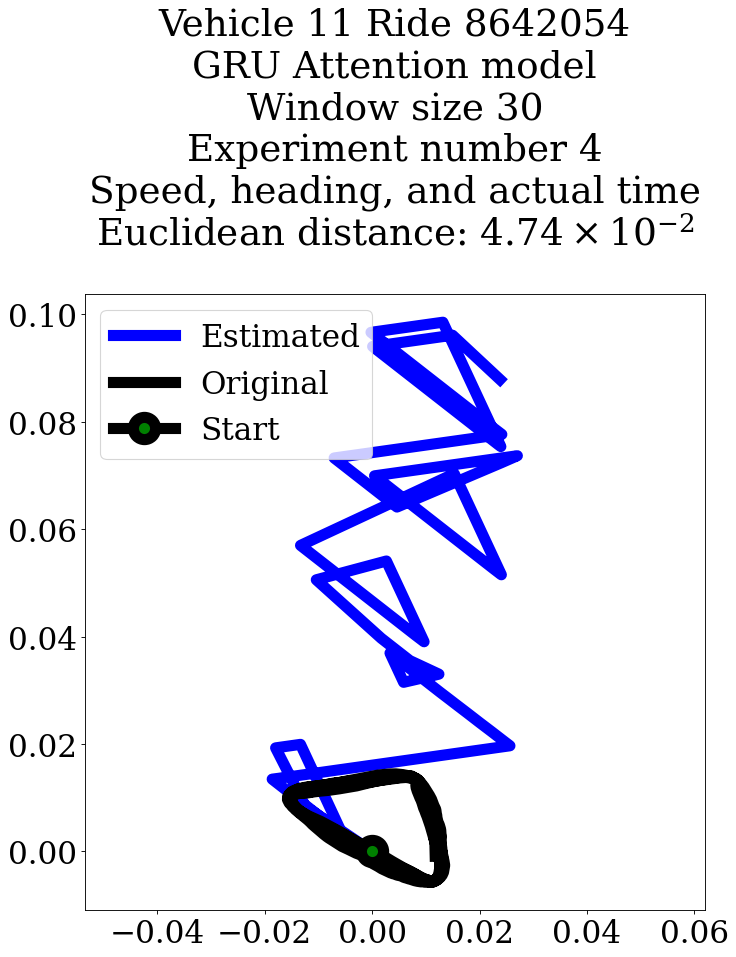 Vehicle 11 Ride 8642054
GRU Attention model
Window size 30
Experiment number 4
Speed, heading, and actual time
Euclidean distance: 4.74 × 10⁻²
0.10
Estimated
Original
0.08
Start
0.06
0.04
0.02
0.00
−0.04 −0.02 0.00 0.02 0.04 0.06